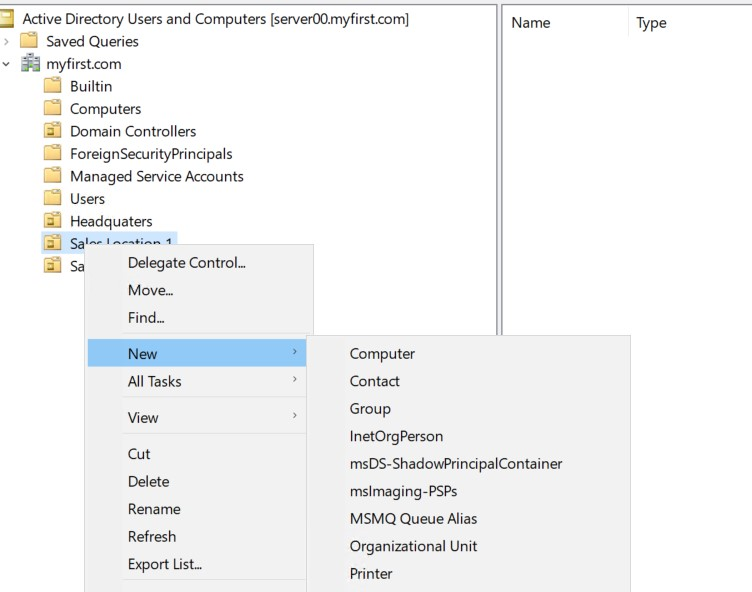 Active Directory Users and Computers [server00.myfirst.com]
Saved Queries
myfirst.com
Builtin
Computers
Domain Controllers
ForeignSecurityPrincipals
Managed Service Accounts
Users
Headquaters
Sales Location 1
Sa
Delegate Control...
Move...
Find...
New
All Tasks
View
Cut
Delete
Rename
Refresh
Export List...
Computer
Contact
Group
InetOrgPerson
msDS-ShadowPrincipalContainer
msImaging-PSPs
MSMQ Queue Alias
Organizational Unit
Printer
Name Type